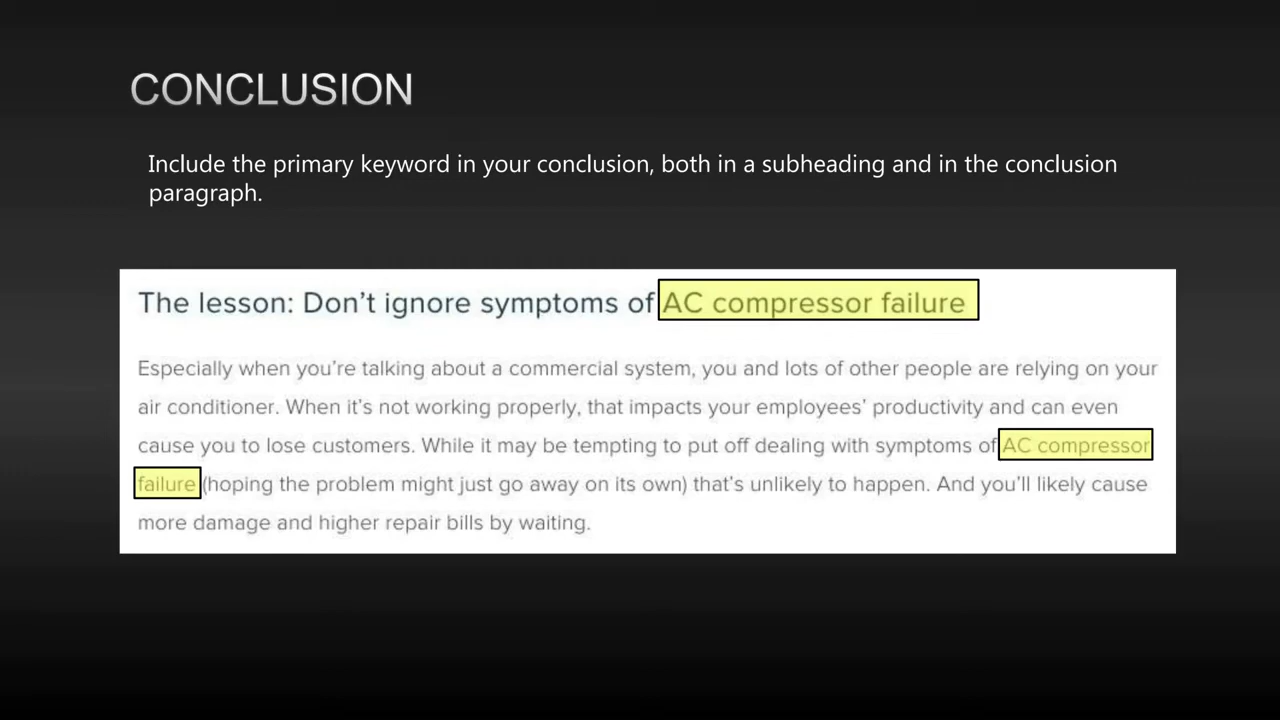 CONCLUSION
Include the primary keyword in your conclusion, both in a subheading and in the conclusion
paragraph.
The lesson: Don’t ignore symptoms of AC compressor failure
Especially when you’re talking about a commercial system, you and lots of other people are relying on your
air conditioner. When it’s not working properly, that impacts your employees’ productivity and can even
cause you to lose customers. While it may be tempting to put off dealing with symptoms of AC compressor
failure (hoping the problem might just go away on its own) that’s unlikely to happen. And you’ll likely cause
more damage and higher repair bills by waiting.